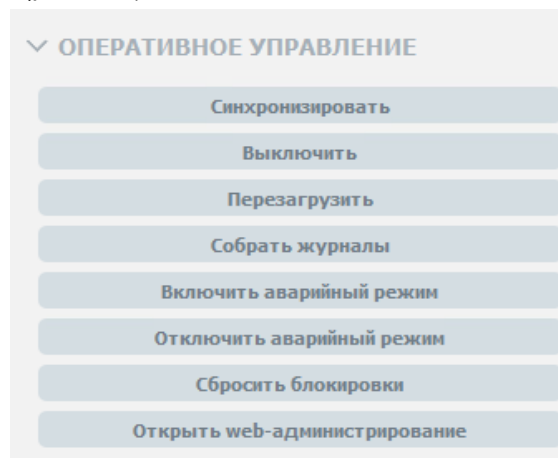 ОПЕРАТИВНОЕ УПРАВЛЕНИЕ
Синхронизировать
Выключить
Перезагрузить
Собрать журналы
Включить аварийный режим
Отключить аварийный режим
Сбросить блокировки
Открыть web-администрирование